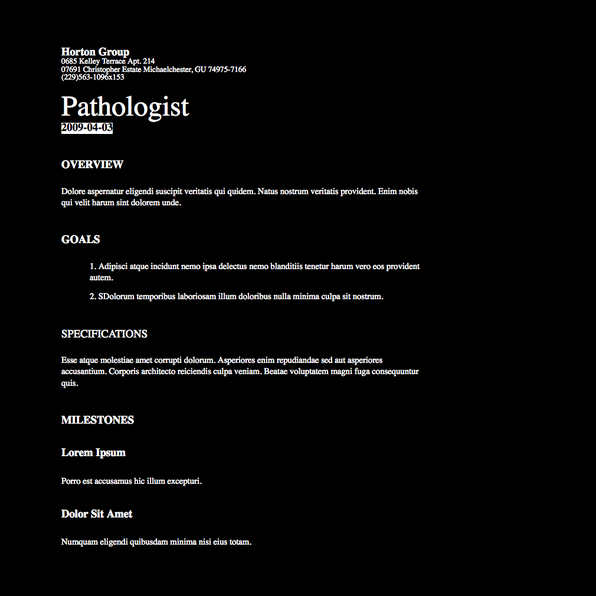 Horton Group
0685 Kelley Terrace Apt. 214
07691 Christopher Estate Michaelchester, GU 74975-7166
(229)563-1096x153
Pathologist
2009-04-03
OVERVIEW
Dolore aspernatur eligendi suscipit veritatis qui quidem. Natus nostrum veritatis provident. Enim nobis
qui velit harum sint dolorem unde.
GOALS
1. Adipisci atque incidunt nemo ipsa delectus nemo blanditiis tenetur harum vero eos provident
autem.
2. SDolorum temporibus laboriosam illum doloribus nulla minima culpa sit nostrum.
SPECIFICATIONS
Esse atque molestiae amet corrupti dolorum. Asperiores enim repudiandae sed aut asperiores
accusantium. Corporis architecto reiciendis culpa veniam. Beatae voluptatem magni fuga consequuntur
quis.
MILESTONES
Lorem Ipsum
Porro est accusamus hic illum excepturi.
Dolor Sit Amet
Numquam eligendi quibusdam minima nisi eius totam.